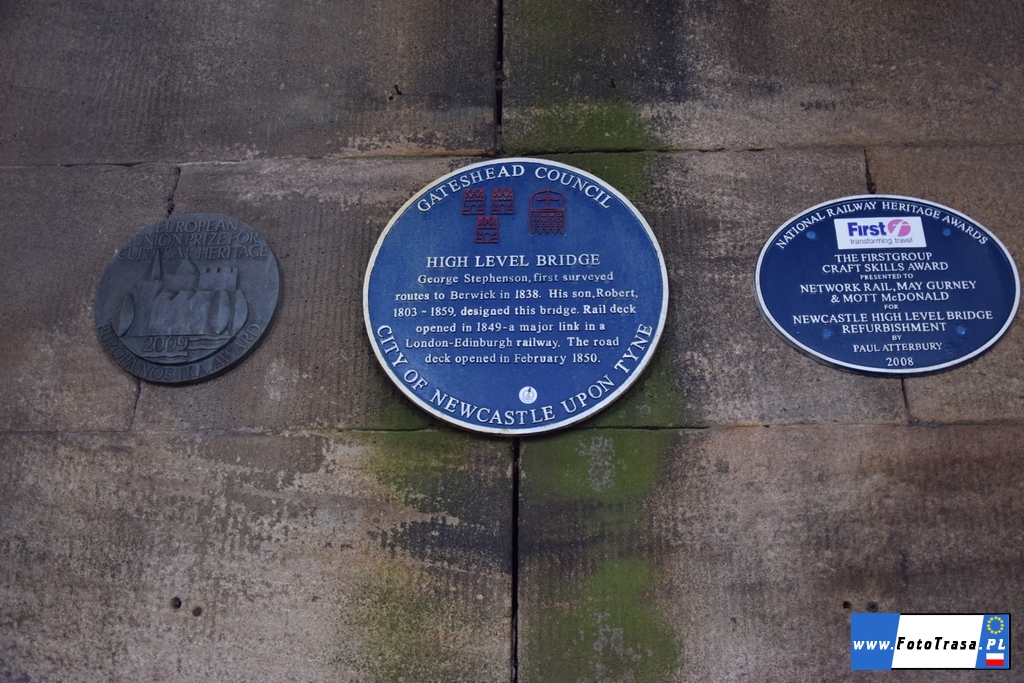 EUROPEAN
UNION PRIZE FOR
CULTURAL HERITAGE
2009
EUROPA NOSTRA AWARD
GATESHEAD COUNCIL
HIGH LEVEL BRIDGE
George Stephenson, first surveyed
routes to Berwick in 1838. His son, Robert,
1803 - 1859, designed this bridge. Rail deck
opened in 1849 - a major link in a
London-Edinburgh railway. The road
deck opened in February 1850.
CITY OF NEWCASTLE UPON TYNE
NATIONAL RAILWAY HERITAGE AWARDS
First f
transforming travel
THE FIRSTGROUP
CRAFT SKILLS AWARD
PRESENTED TO
NETWORK RAIL, MAY GURNEY
& MOTT McDONALD
FOR
NEWCASTLE HIGH LEVEL BRIDGE
REFURBISHMENT
BY
PAUL ATTERBURY
2008
www.FotoTrasa.PL